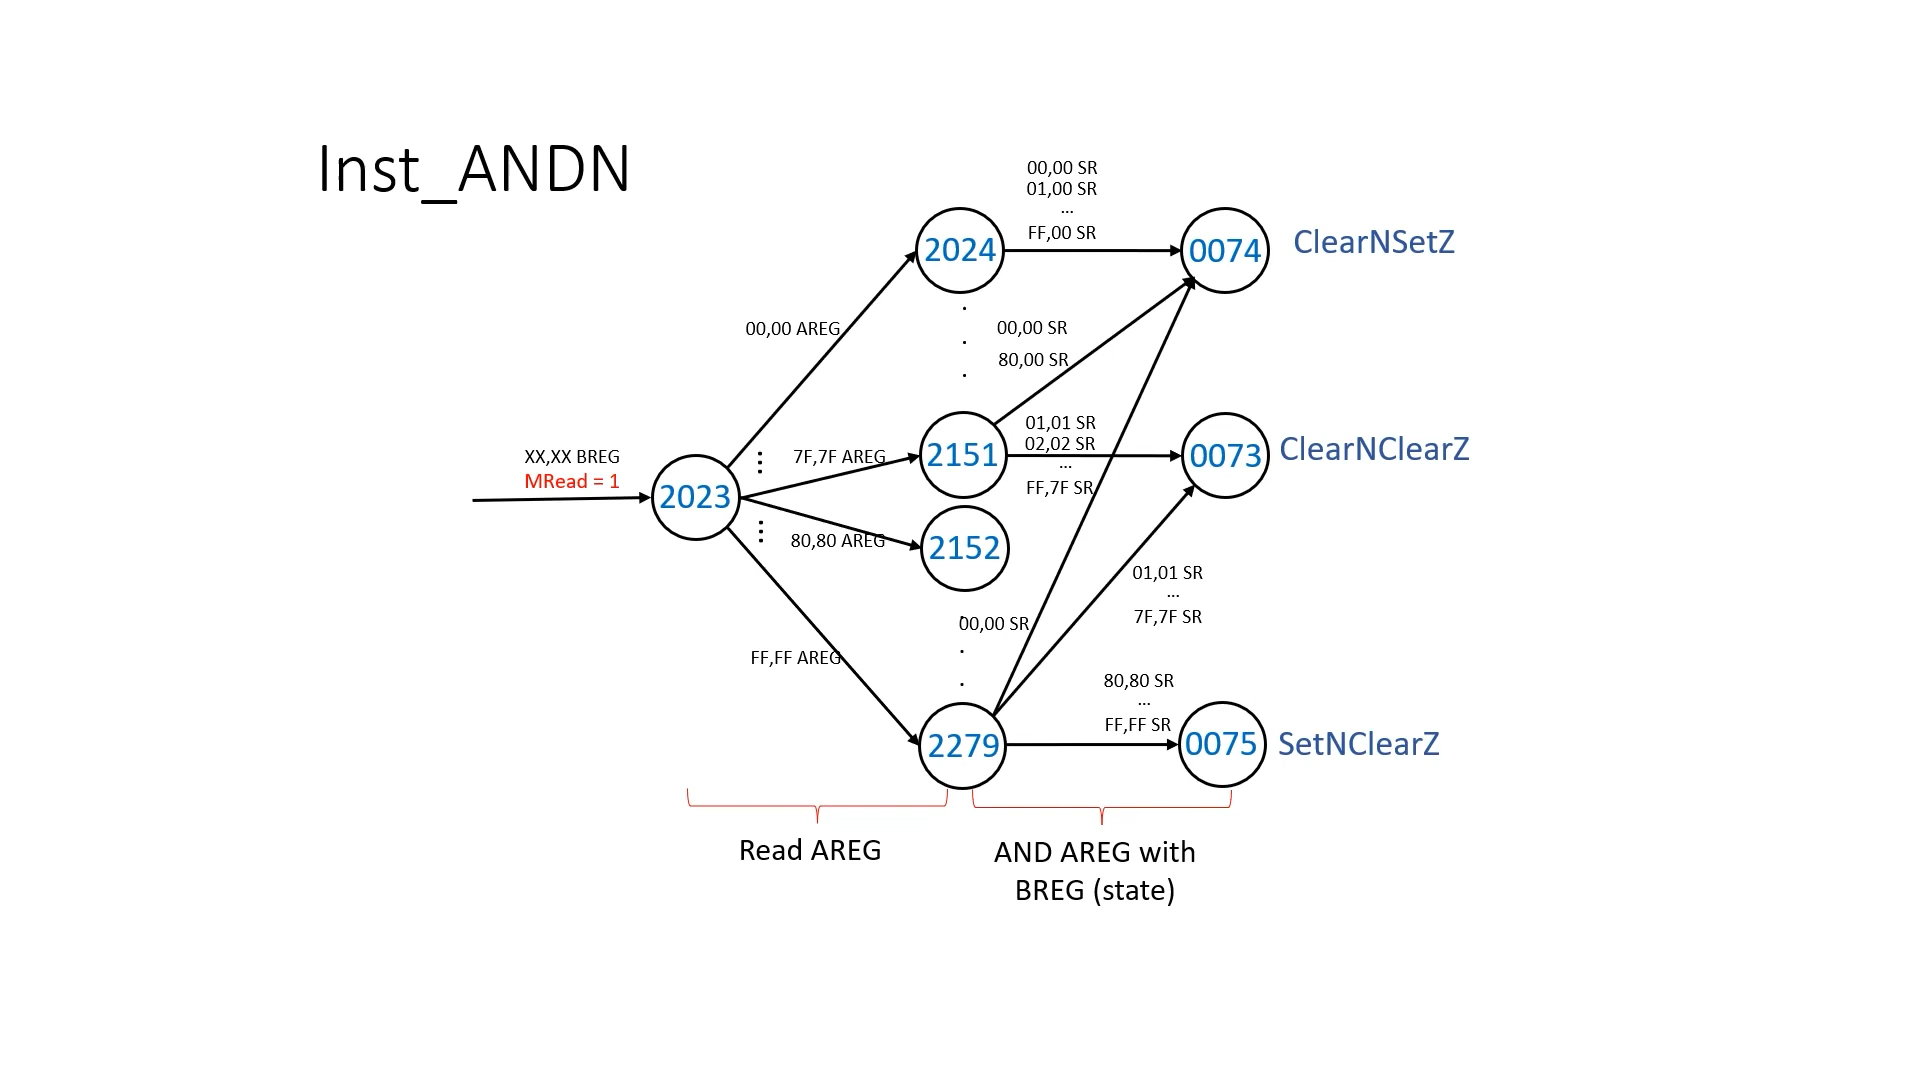 Inst_ANDN
00,00 SR
01,00 SR
...
FF,00 SR
2024
0074
ClearNSetZ
00,00 AREG
00,00 SR
80,00 SR
01,01 SR
02,02 SR
...
FF,7F SR
2151
0073
ClearNClearZ
XX,XX BREG
MRead = 1
2023
7F,7F AREG
80,80 AREG
2152
01,01 SR
...
7F,7F SR
00,00 SR
FF,FF AREG
80,80 SR
...
FF,FF SR
2279
0075
SetNClearZ
Read AREG
AND AREG with
BREG (state)